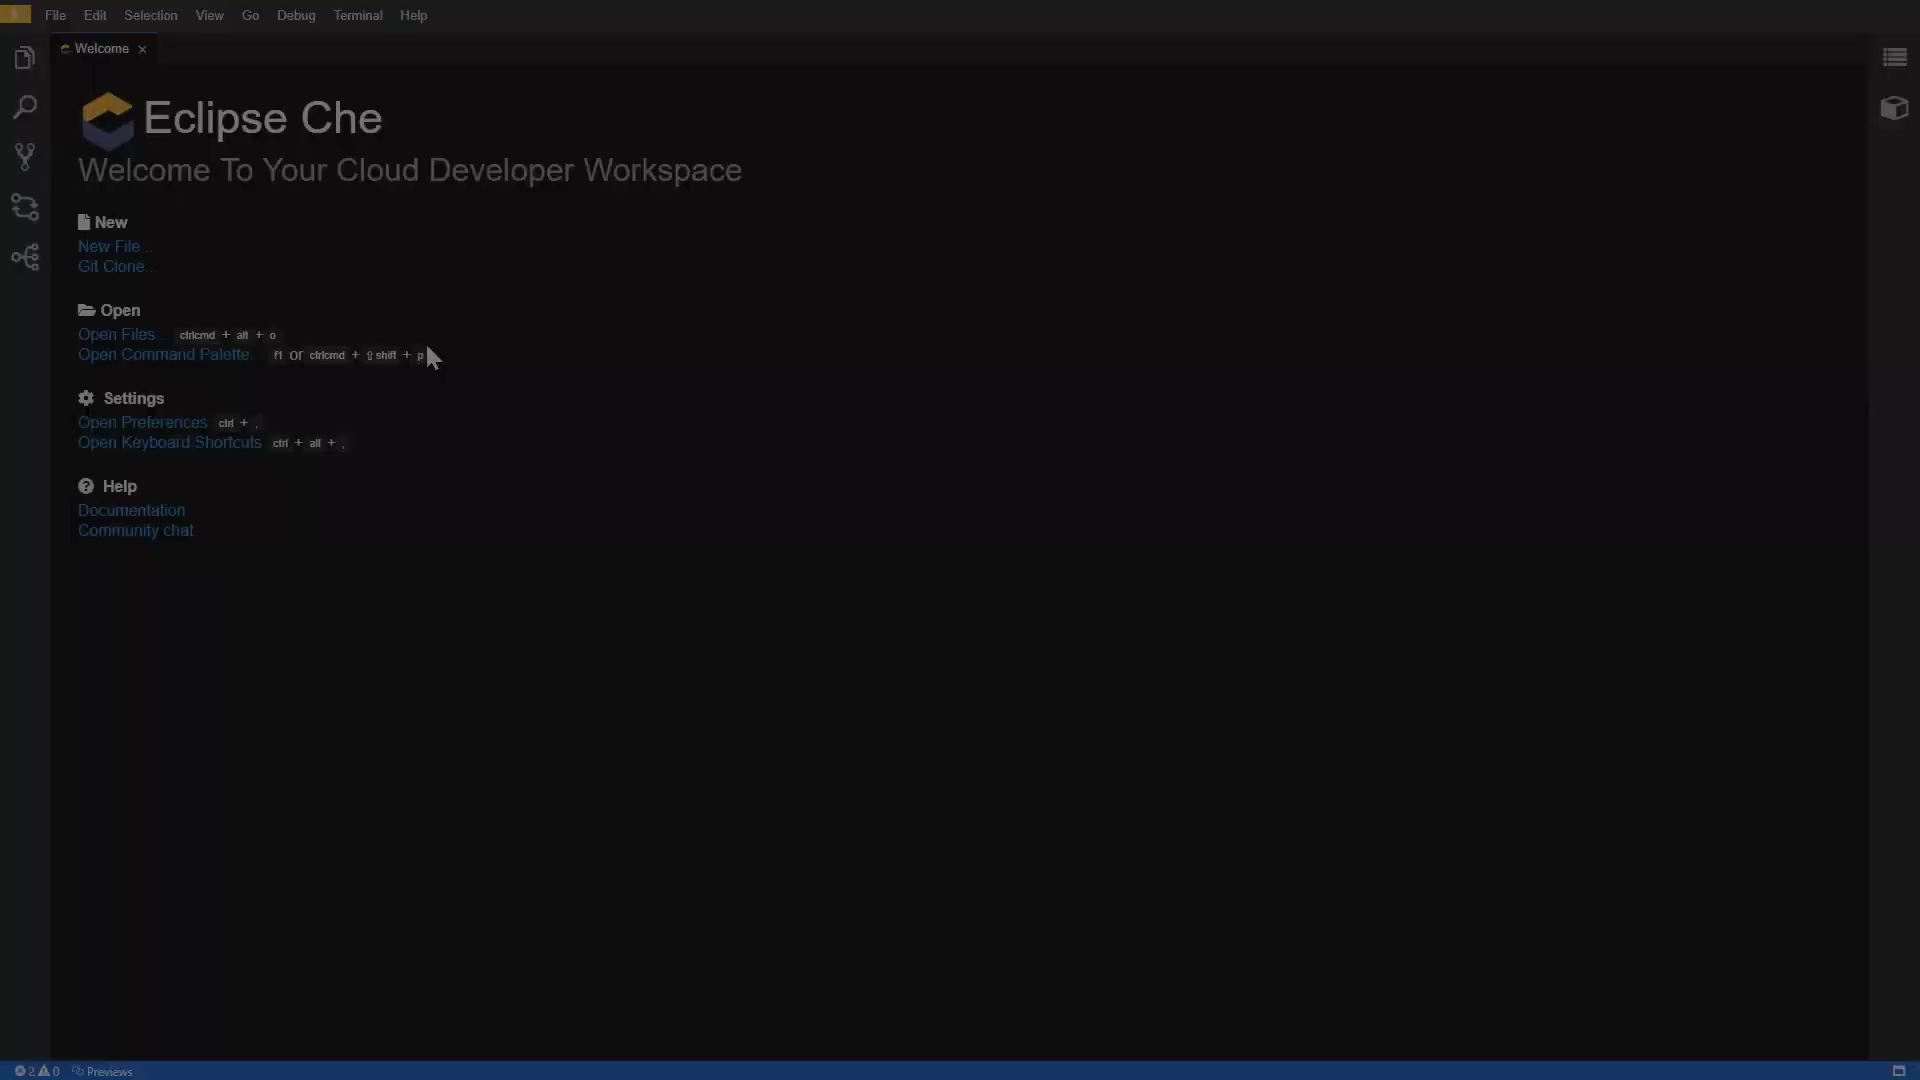 File Edit Selection View Go Debug Terminal Help
Welcome
Eclipse Che
Welcome To Your Cloud Developer Workspace
New
New File...
Git Clone...
Open
Open Files... ctrlcmd + alt + o
Open Command Palette... f1 or ctrlcmd + ⇧ shift + p
Settings
Open Preferences ctrl + ,
Open Keyboard Shortcuts ctrl + alt + ,
Help
Documentation
Community chat
2 0 Previews